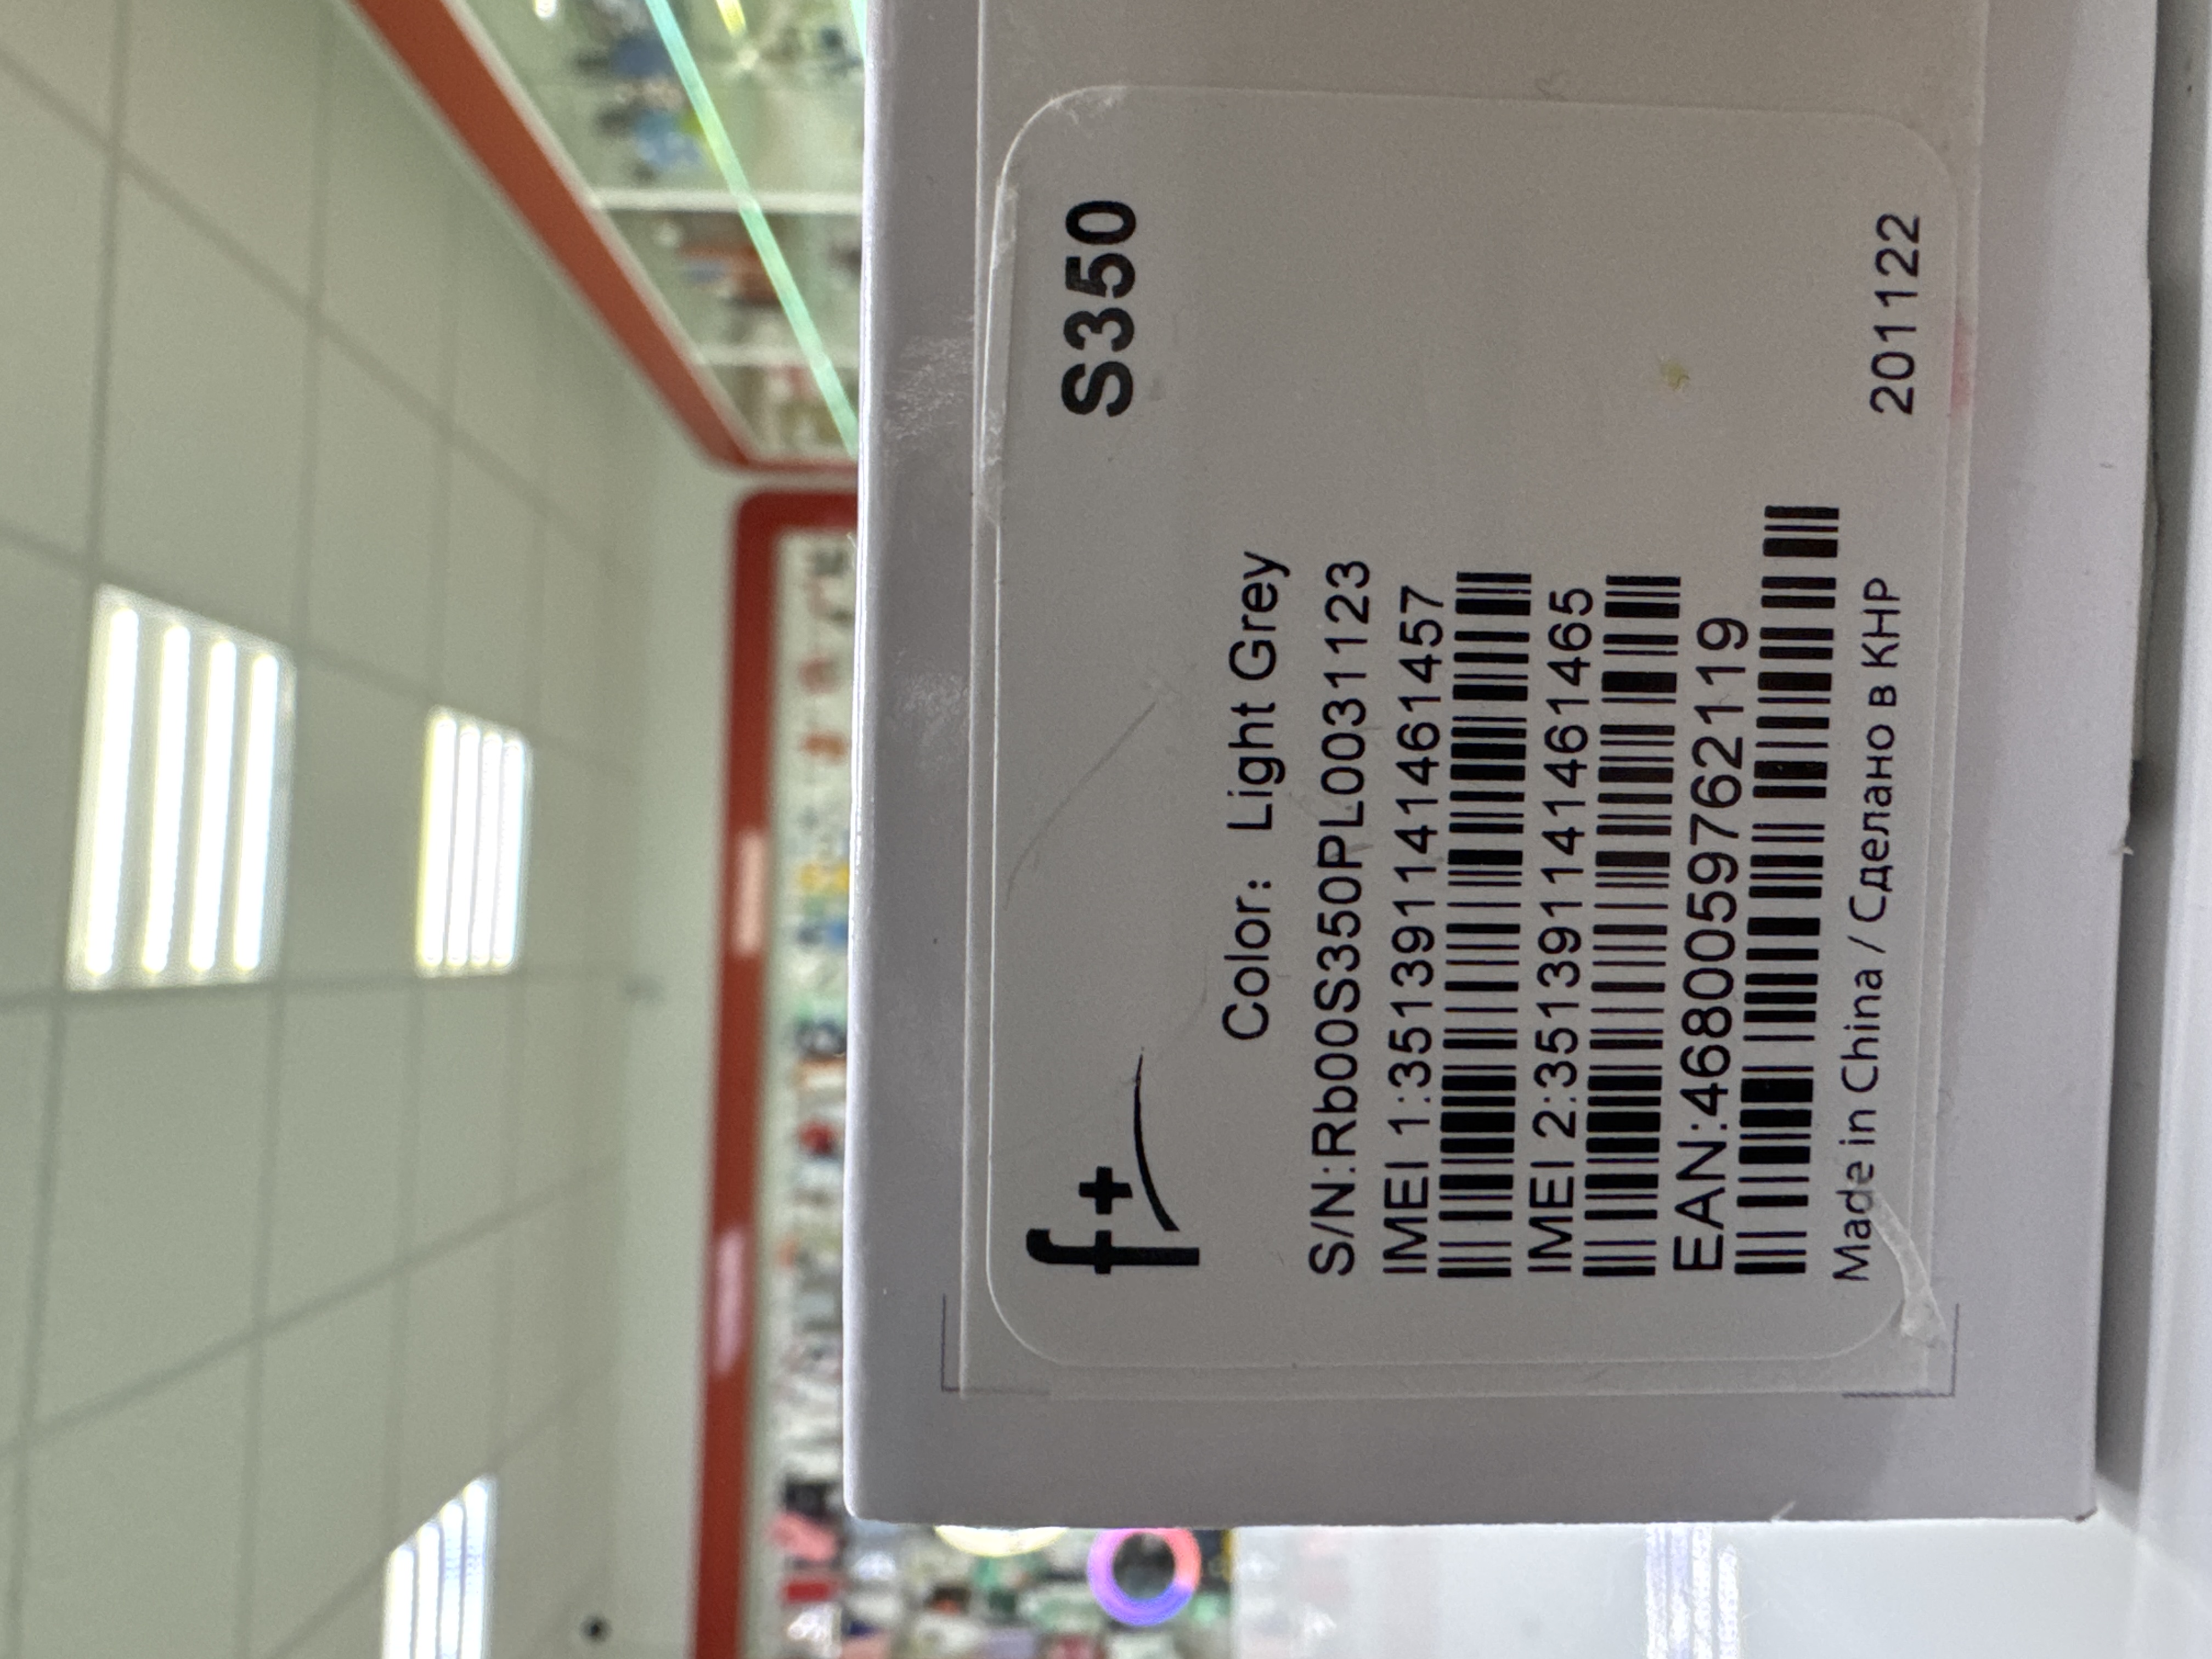 f+
S350
Color: Light Grey
S/N:Rb00S350PL0031123
IMEI 1:351391141461457
IMEI 2:351391141461465
EAN:4680059762119
Made in China / Сделано в КНР
201122